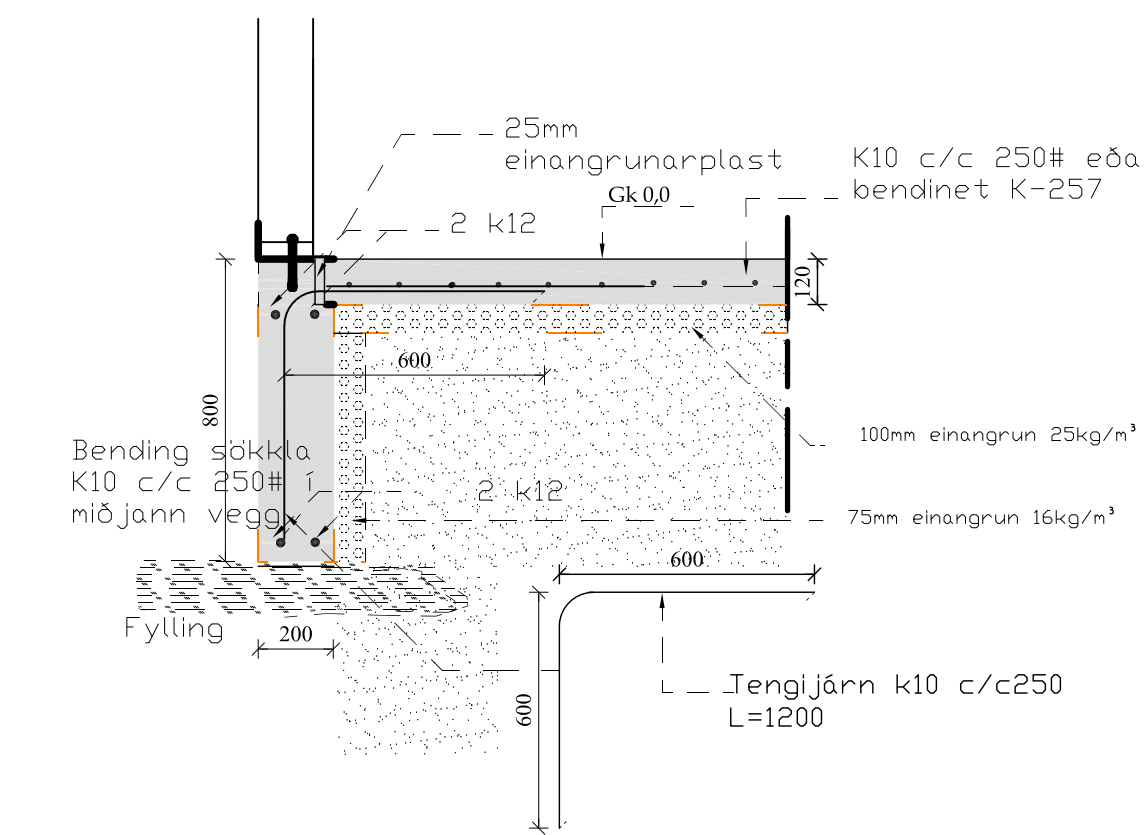 25mm
einangrunarplast
K10 c/c 250# eða
bendinet K-257
Gk 0,0
2 k12
120
600
800
100mm einangrun 25kg/m³
Bending sökkla
K10 c/c 250# í
miðjann vegg
2 k12
75mm einangrun 16kg/m³
600
Fylling
200
600
Tengijárn k10 c/c250
L=1200